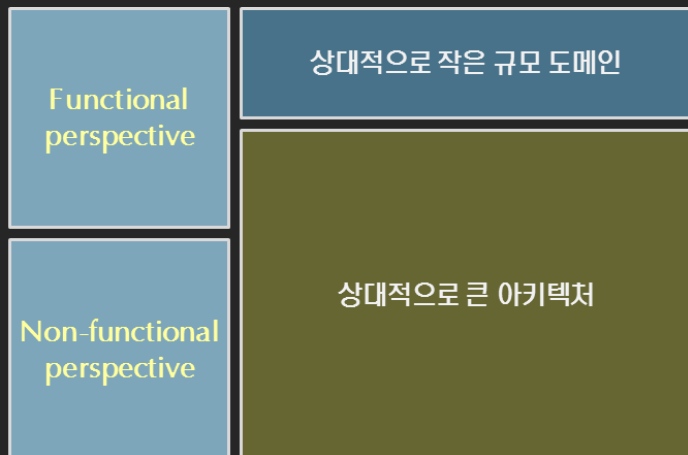 Functional
perspective
상대적으로 작은 규모 도메인
상대적으로 큰 아키텍처
Non-functional
perspective